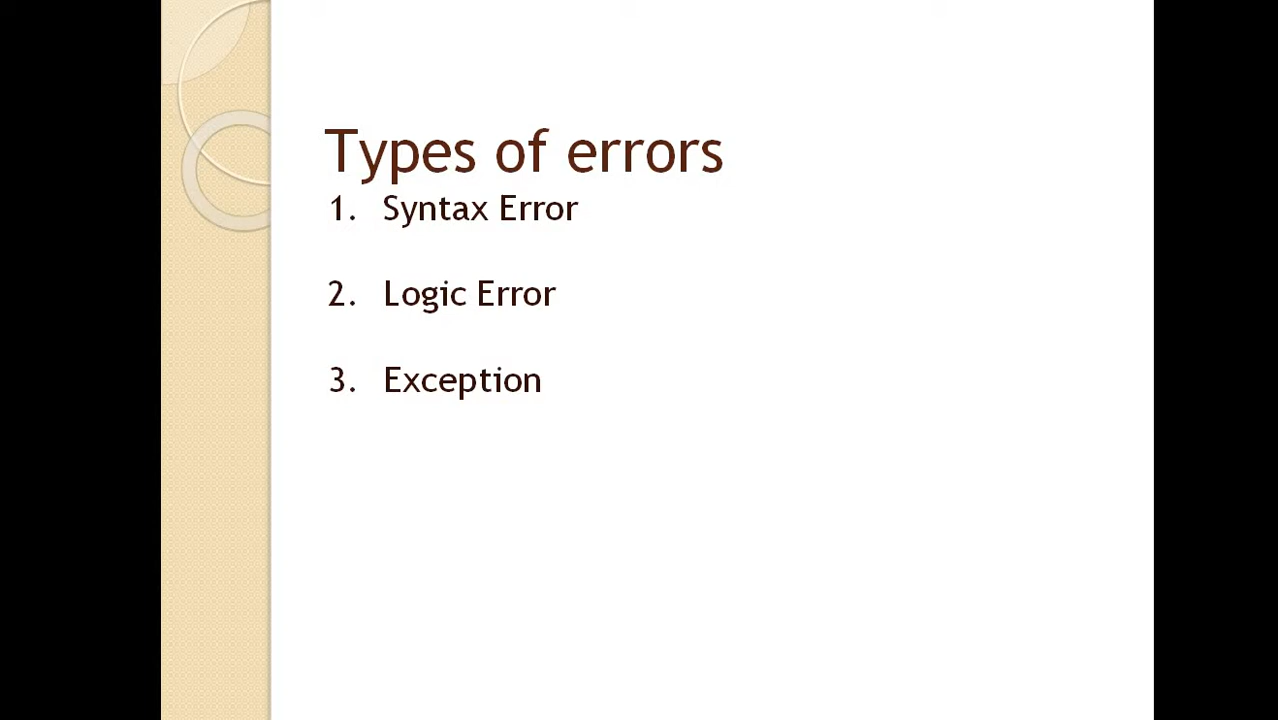 Types of errors
1. Syntax Error
2. Logic Error
3. Exception